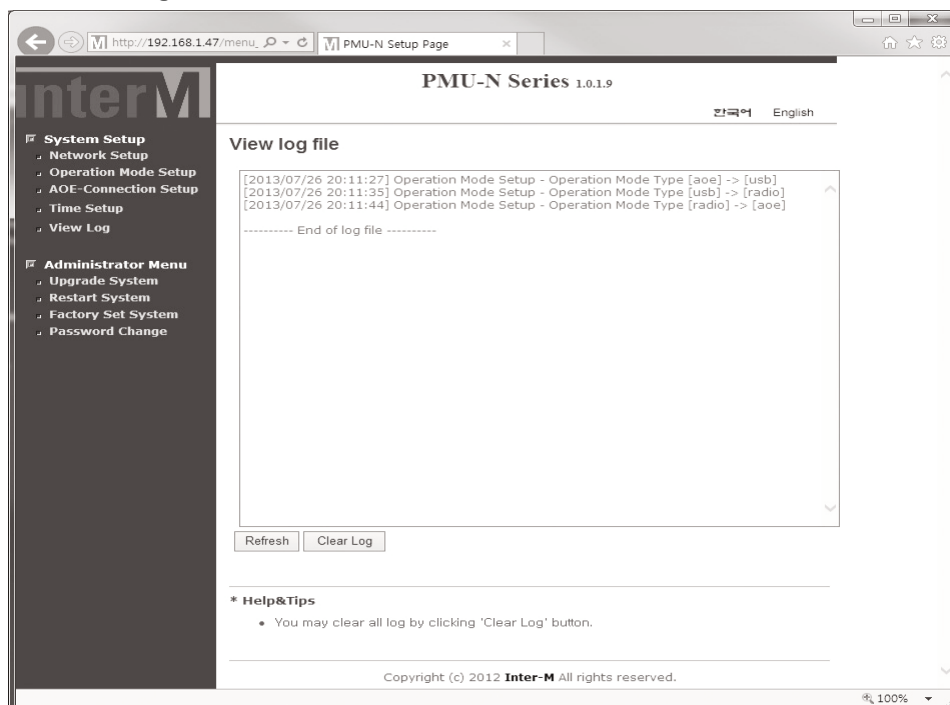 http://192.168.1.47/menu_
PMU-N Setup Page
interM
PMU-N Series 1.0.1.9
한국어 English
System Setup
Network Setup
Operation Mode Setup
AOE-Connection Setup
Time Setup
View Log
Administrator Menu
Upgrade System
Restart System
Factory Set System
Password Change
View log file
[2013/07/26 20:11:27] Operation Mode Setup - Operation Mode Type [aoe] -> [usb]
[2013/07/26 20:11:35] Operation Mode Setup - Operation Mode Type [usb] -> [radio]
[2013/07/26 20:11:44] Operation Mode Setup - Operation Mode Type [radio] -> [aoe]
---------- End of log file ----------
Refresh Clear Log
* Help&Tips
• You may clear all log by clicking 'Clear Log' button.
Copyright (c) 2012 Inter-M All rights reserved.
100%